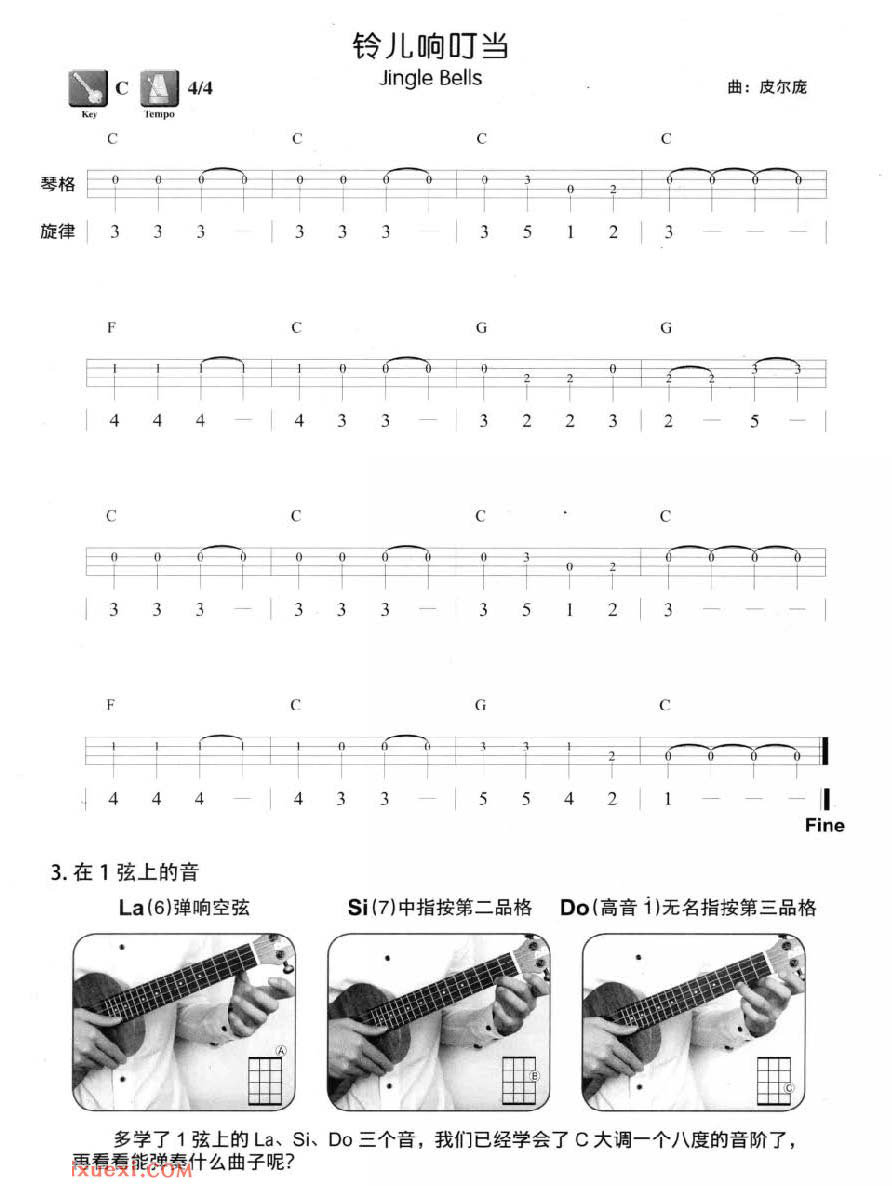 铃儿响叮当
Jingle Bells
Key C Tempo 4/4 曲：皮尔庞
C C C C
琴格 0 0 0 0 0 0 0 0 0 3 0 2 0 0 0 0
旋律 | 3 3 3 — | 3 3 3 — | 3 5 1 2 | 3 — — — |
F C G G
1 1 1 1 1 0 0 0 0 2 2 0 2 2 3 3
| 4 4 4 — | 4 3 3 — | 3 2 2 3 | 2 — 5 — |
C C C C
0 0 0 0 0 0 0 0 0 3 0 2 0 0 0 0
| 3 3 3 — | 3 3 3 — | 3 5 1 2 | 3 — — — |
F C G C
1 1 1 1 1 0 0 0 3 3 1 2 0 0 0 0
| 4 4 4 — | 4 3 3 — | 5 5 4 2 | 1 — — — |
Fine
3. 在 1 弦上的音
La(6)弹响空弦 Si(7)中指按第二品格 Do(高音 1̇)无名指按第三品格
A B C
多学了 1 弦上的 La、Si、Do 三个音，我们已经学会了 C 大调一个八度的音阶了，
再看看能弹奏什么曲子呢？
ixuexi.com